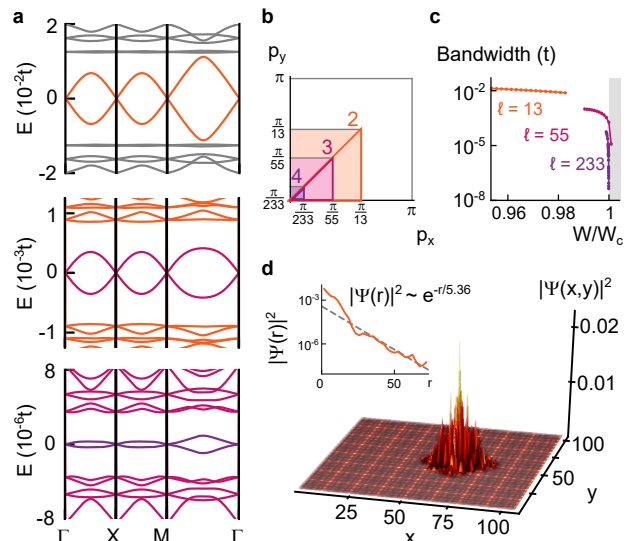 a
2
0
-2
E (10⁻²t)
1
0
-1
E (10⁻³t)
8
0
-8
E (10⁻⁶t)
Γ X M Γ
b
p_y
π
π/13
π/55
π/233
2
3
4
π/233 π/55 π/13 π
p_x
c
Bandwidth (t)
10⁻²
10⁻⁵
10⁻⁸
ℓ = 13
ℓ = 55
ℓ = 233
0.96 0.98 1
W/W_c
d
|Ψ(r)|² ~ e^{-r/5.36}
10⁻³
10⁻⁶
|Ψ(r)|²
0 50 r
|Ψ(x,y)|²
0.02
0.01
0
100
50
y
25 50 75 100
x